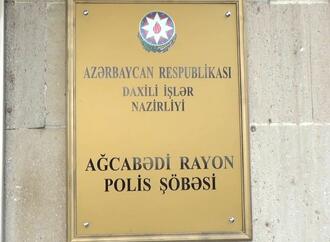 AZƏRBAYCAN RESPUBLİKASI
DAXİLİ İŞLƏR
NAZİRLİYİ
AĞCABƏDİ RAYON
POLİS ŞÖBƏSİ